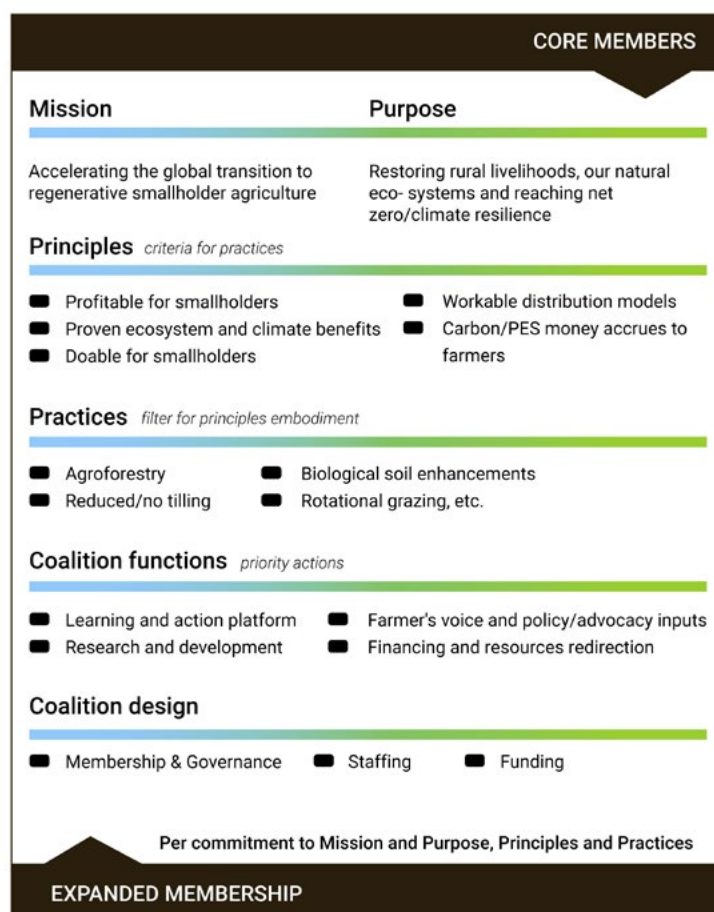 CORE MEMBERS
Mission
Purpose
Accelerating the global transition to
regenerative smallholder agriculture
Restoring rural livelihoods, our natural
eco- systems and reaching net
zero/climate resilience
Principles criteria for practices
Profitable for smallholders
Proven ecosystem and climate benefits
Doable for smallholders
Workable distribution models
Carbon/PES money accrues to
farmers
Practices filter for principles embodiment
Agroforestry
Reduced/no tilling
Biological soil enhancements
Rotational grazing, etc.
Coalition functions priority actions
Learning and action platform
Research and development
Farmer's voice and policy/advocacy inputs
Financing and resources redirection
Coalition design
Membership & Governance
Staffing
Funding
Per commitment to Mission and Purpose, Principles and Practices
EXPANDED MEMBERSHIP